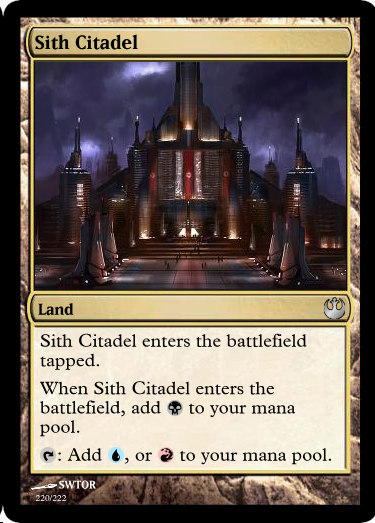 Sith Citadel
Land
Sith Citadel enters the battlefield
tapped.
When Sith Citadel enters the
battlefield, add to your mana
pool.
: Add , or to your mana pool.
SWTOR
220/222